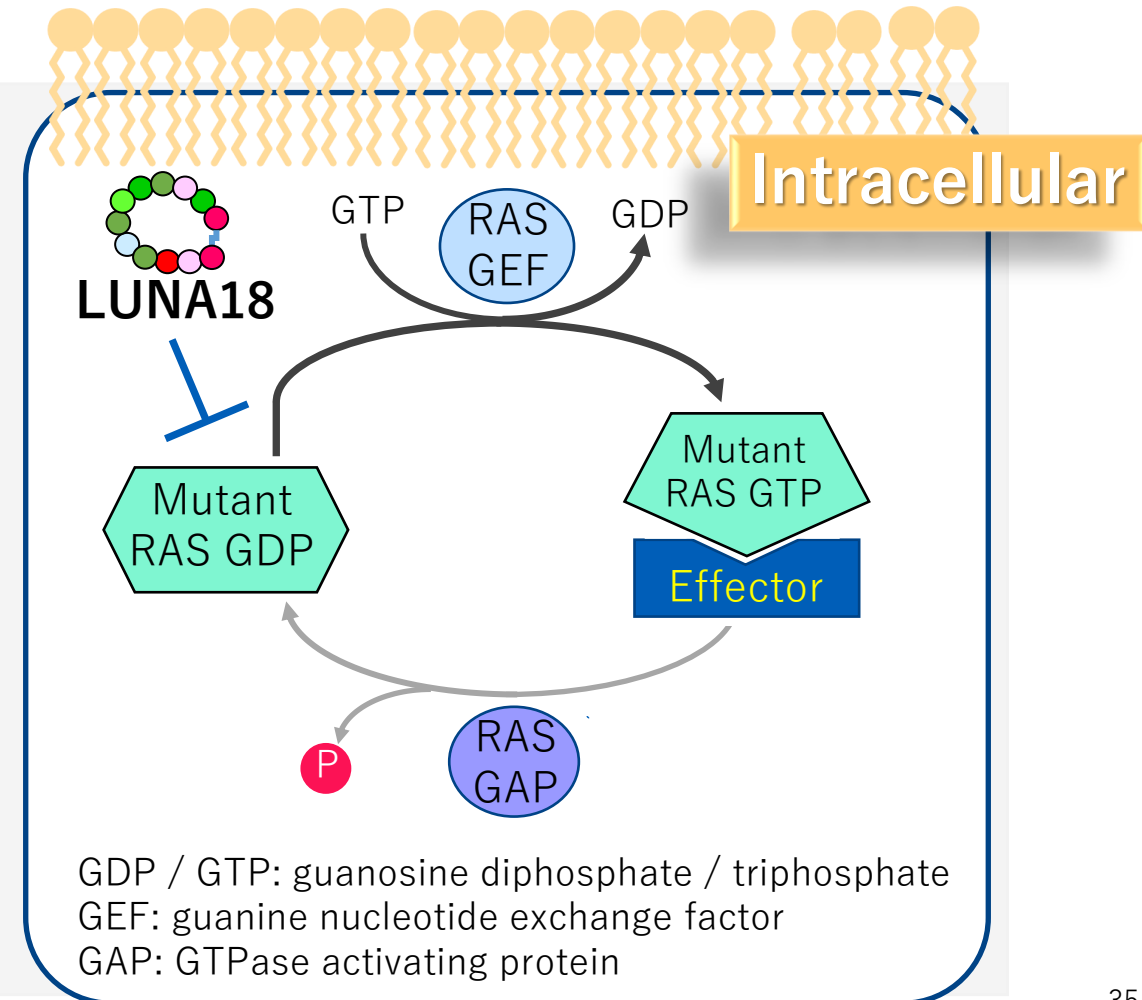 Intracellular
GTP
RAS
GEF
GDP
LUNA18
Mutant
RAS GDP
Mutant
RAS GTP
Effector
P
RAS
GAP
GDP / GTP: guanosine diphosphate / triphosphate
GEF: guanine nucleotide exchange factor
GAP: GTPase activating protein
35